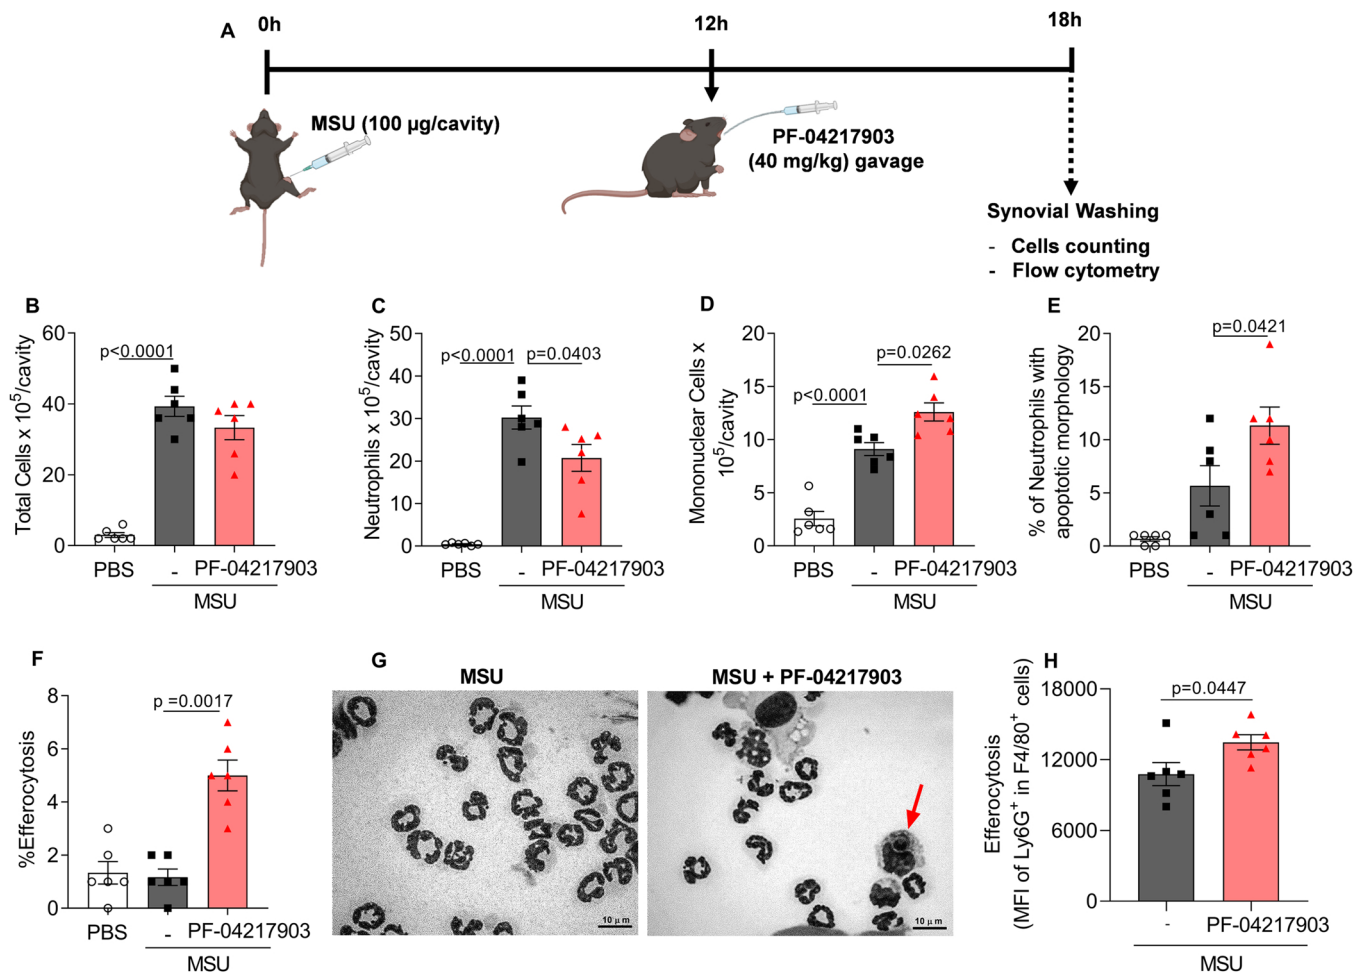 A
0h
12h
18h
MSU (100 µg/cavity)
PF-04217903
(40 mg/kg) gavage
Synovial Washing
- Cells counting
- Flow cytometry
B
Total Cells x 10^5/cavity
60
40
20
0
p<0.0001
PBS
-
PF-04217903
MSU
C
Neutrophils x 10^5/cavity
50
40
30
20
10
0
p<0.0001
p=0.0403
PBS
-
PF-04217903
MSU
D
Mononuclear Cells x
10^5/cavity
20
15
10
5
0
p<0.0001
p=0.0262
PBS
-
PF-04217903
MSU
E
% of Neutrophils with
apoptotic morphology
20
15
10
5
0
p=0.0421
PBS
-
PF-04217903
MSU
F
%Efferocytosis
8
6
4
2
0
p =0.0017
PBS
-
PF-04217903
MSU
G
MSU
10 µm
MSU + PF-04217903
10 µm
H
Efferocytosis
(MFI of Ly6G+ in F4/80+ cells)
18000
12000
6000
0
p=0.0447
-
PF-04217903
MSU